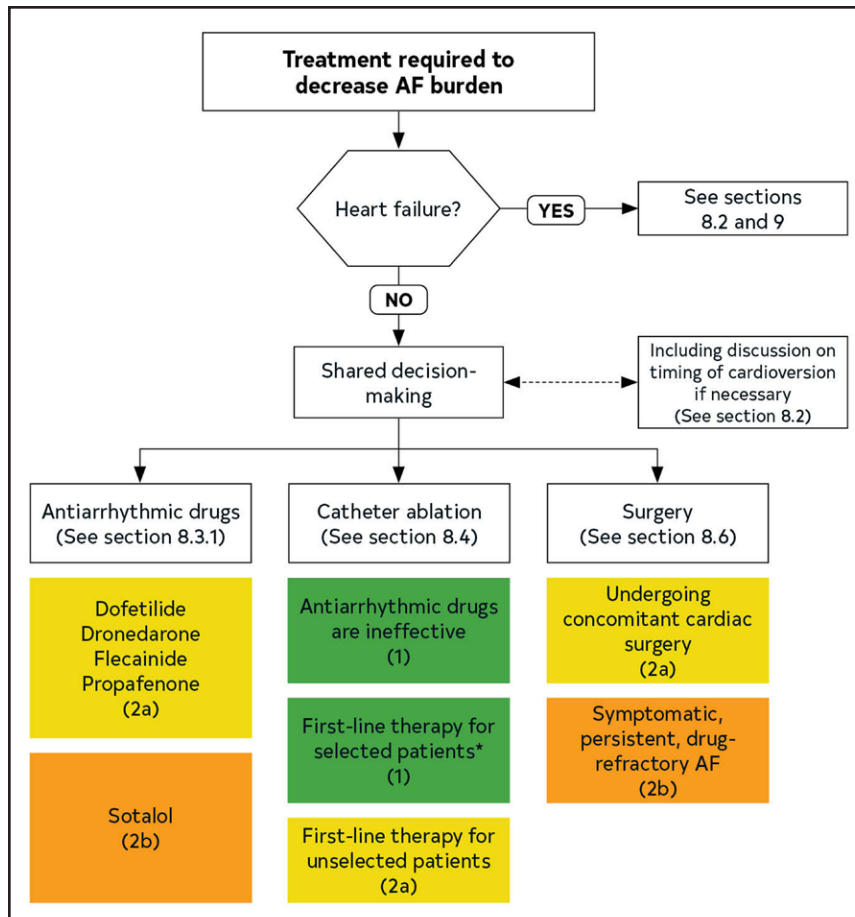 Treatment required to
decrease AF burden
Heart failure?
YES
See sections
8.2 and 9
NO
Shared decision-
making
Including discussion on
timing of cardioversion
if necessary
(See section 8.2)
Antiarrhythmic drugs
(See section 8.3.1)
Catheter ablation
(See section 8.4)
Surgery
(See section 8.6)
Dofetilide
Dronedarone
Flecainide
Propafenone
(2a)
Sotalol
(2b)
Antiarrhythmic drugs
are ineffective
(1)
First-line therapy for
selected patients*
(1)
First-line therapy for
unselected patients
(2a)
Undergoing
concomitant cardiac
surgery
(2a)
Symptomatic,
persistent, drug-
refractory AF
(2b)